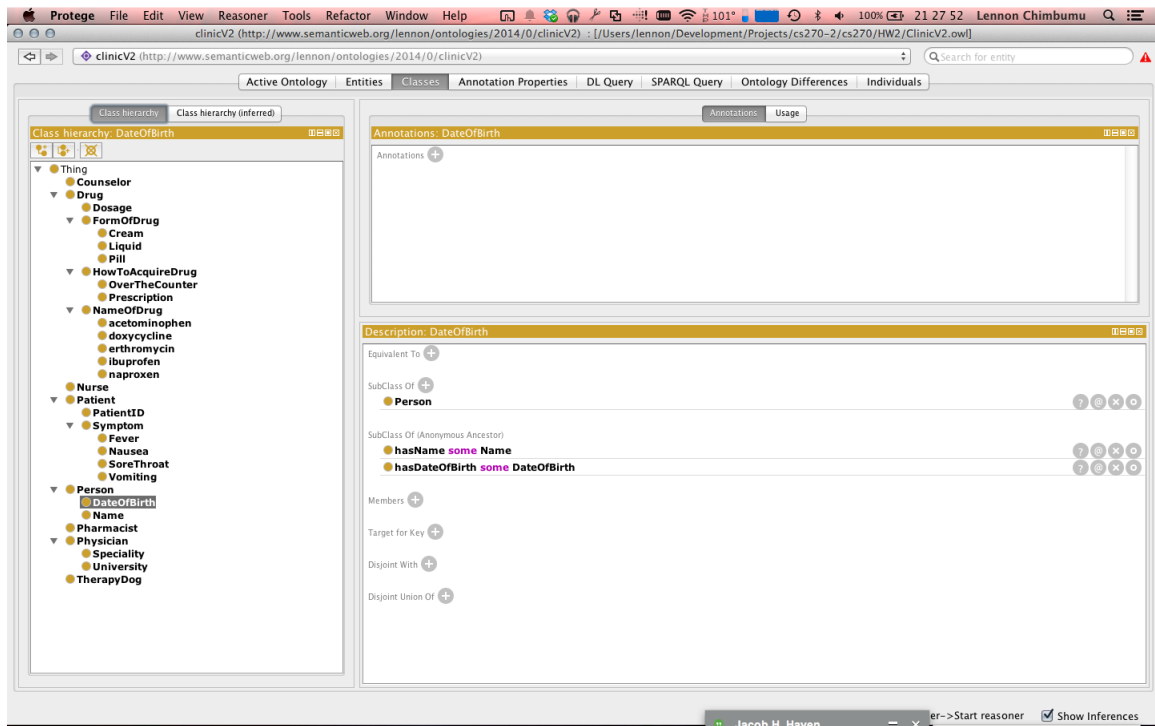 Protege File Edit View Reasoner Tools Refactor Window Help 101° 100% 21 27 52 Lennon Chimbumu
clinicV2 (http://www.semanticweb.org/lennon/ontologies/2014/0/clinicV2) : [/Users/lennon/Development/Projects/cs270-2/cs270/HW2/ClinicV2.owl]
clinicV2 (http://www.semanticweb.org/lennon/ontologies/2014/0/clinicV2) Search for entity
Active Ontology Entities Classes Annotation Properties DL Query SPARQL Query Ontology Differences Individuals
Class hierarchy Class hierarchy (inferred)
Class hierarchy: DateOfBirth
Thing
Counselor
Drug
Dosage
FormOfDrug
Cream
Liquid
Pill
HowToAcquireDrug
OverTheCounter
Prescription
NameOfDrug
acetominophen
doxycycline
erthromycin
ibuprofen
naproxen
Nurse
Patient
PatientID
Symptom
Fever
Nausea
SoreThroat
Vomiting
Person
DateOfBirth
Name
Pharmacist
Physician
Speciality
University
TherapyDog
Annotations Usage
Annotations: DateOfBirth
Annotations
Description: DateOfBirth
Equivalent To
SubClass Of
Person
SubClass Of (Anonymous Ancestor)
hasName some Name
hasDateOfBirth some DateOfBirth
Members
Target for Key
Disjoint With
Disjoint Union Of
Jacob H. Haven
er->Start reasoner Show Inferences